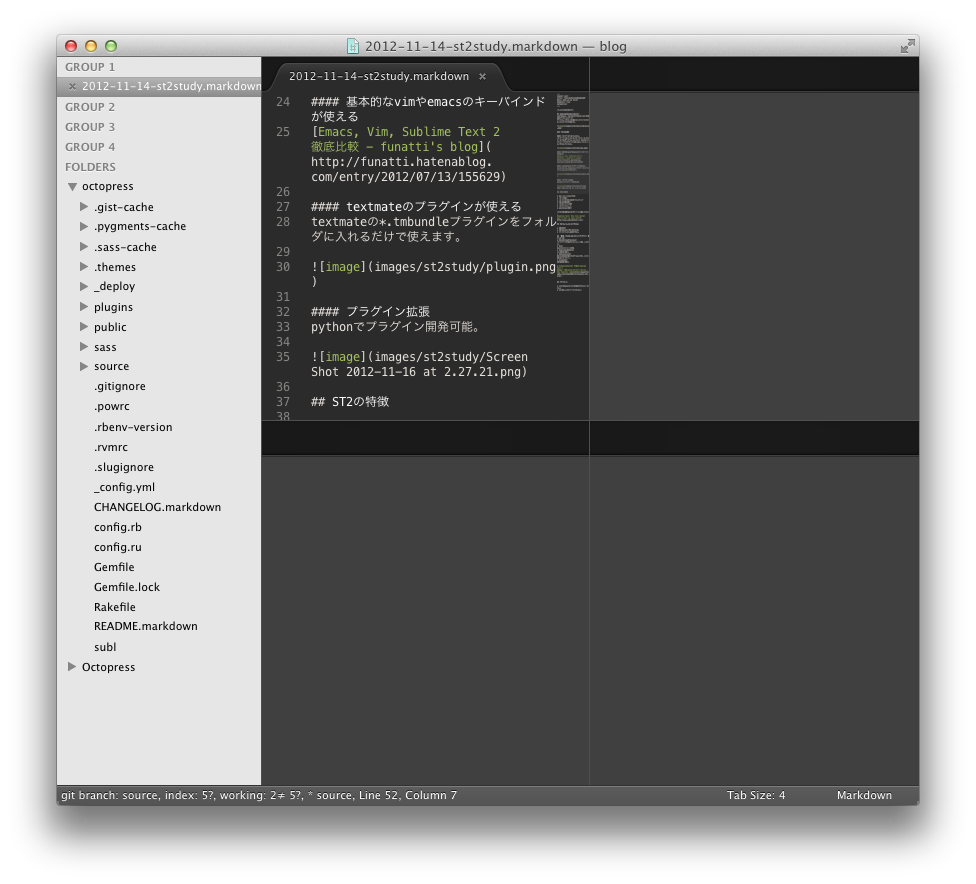 2012-11-14-st2study.markdown — blog
GROUP 1
× 2012-11-14-st2study.markdown
GROUP 2
GROUP 3
GROUP 4
FOLDERS
octopress
.gist-cache
.pygments-cache
.sass-cache
.themes
_deploy
plugins
public
sass
source
.gitignore
.powrc
.rbenv-version
.rvmrc
.slugignore
_config.yml
CHANGELOG.markdown
config.rb
config.ru
Gemfile
Gemfile.lock
Rakefile
README.markdown
subl
Octopress
2012-11-14-st2study.markdown ×
24 #### 基本的なvimやemacsのキーバインド
が使える
25 [Emacs, Vim, Sublime Text 2
徹底比較 - funatti's blog](
http://funatti.hatenablog.
com/entry/2012/07/13/155629)
26
27 #### textmateのプラグインが使える
28 textmateの*.tmbundleプラグインをフォル
ダに入れるだけで使えます。
29
30 ![image](images/st2study/plugin.png
)
31
32 #### プラグイン拡張
33 pythonでプラグイン開発可能。
34
35 ![image](images/st2study/Screen
Shot 2012-11-16 at 2.27.21.png)
36
37 ## ST2の特徴
38
git branch: source, index: 5?, working: 2≠ 5?, * source, Line 52, Column 7
Tab Size: 4
Markdown